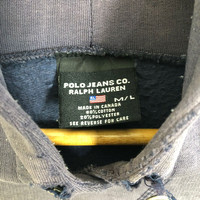 POLO JEANS CO.
RALPH LAUREN
M/L
MADE IN CANADA
80% COTTON
20% POLYESTER
SEE REVERSE FOR CARE